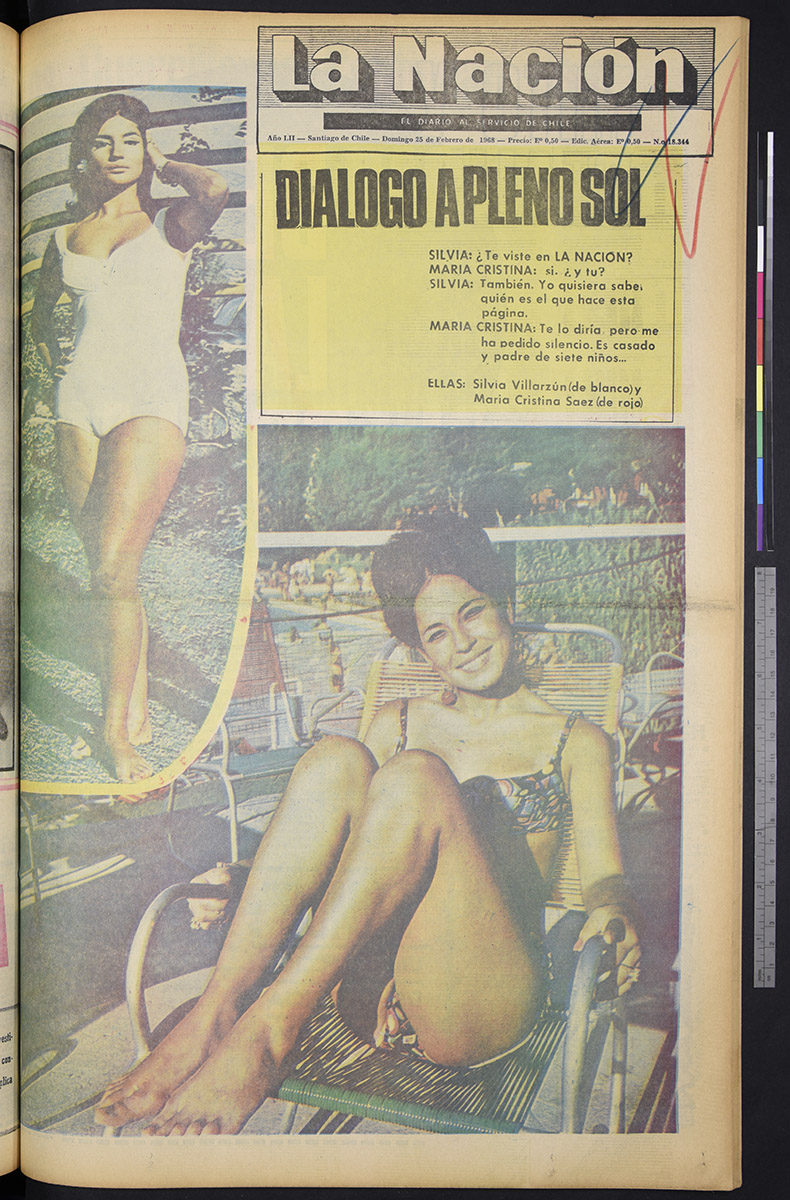 La Nación
EL DIARIO AL SERVICIO DE CHILE
Año LII — Santiago de Chile — Domingo 25 de Febrero de 1968 — Precio: Eº 0,50 — Edic. Aérea: Eº 0,50 — N.o 18.344
DIALOGO A PLENO SOL
SILVIA: ¿Te viste en LA NACION?
MARIA CRISTINA: si. ¿y tu?
SILVIA: También. Yo quisiera saber
quién es el que hace esta
página.
MARIA CRISTINA: Te lo diría, pero me
ha pedido silencio. Es casado
y padre de siete niños...
ELLAS: Silvia Villarzún (de blanco) y
Maria Cristina Saez (de rojo)
esti-
con-
plica